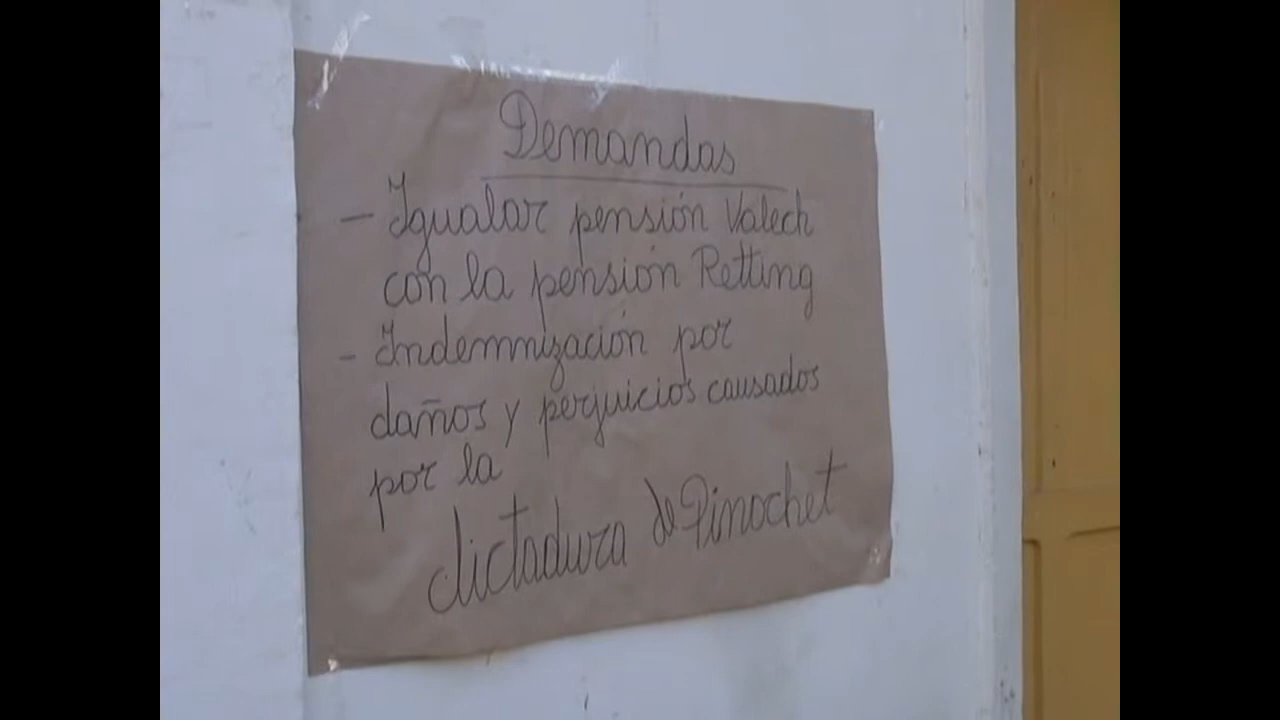 Demandas
- Igualar pensión Valech
con la pensión Retting
- Indemnización por
daños y perjuicios causados
por la
dictadura de Pinochet